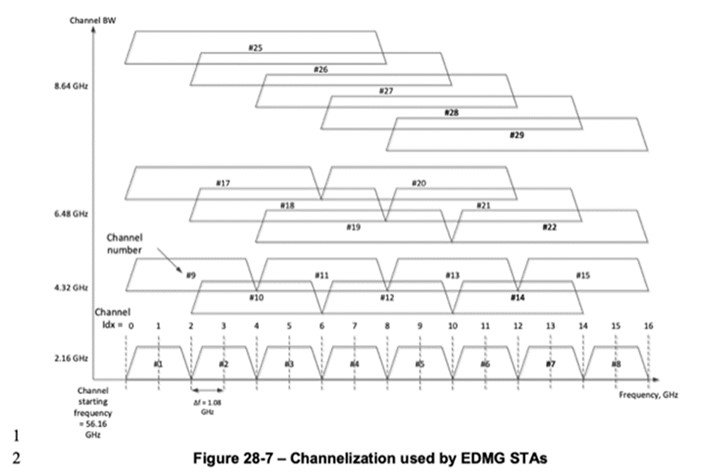 Channel BW
#25
#26
8.64 GHz
#27
#28
#29
#17
#20
#18
#21
6.48 GHz
#19
#22
Channel
number
#9
#11
#13
#15
4.32 GHz
#10
#12
#14
Channel
Idx = 0 1 2 3 4 5 6 7 8 9 10 11 12 13 14 15 16
2.16 GHz
#1 #2 #3 #4 #5 #6 #7 #8
Channel
starting
frequency
= 56.16
GHz
Δf = 1.08
GHz
Frequency, GHz
1
2 Figure 28-7 – Channelization used by EDMG STAs